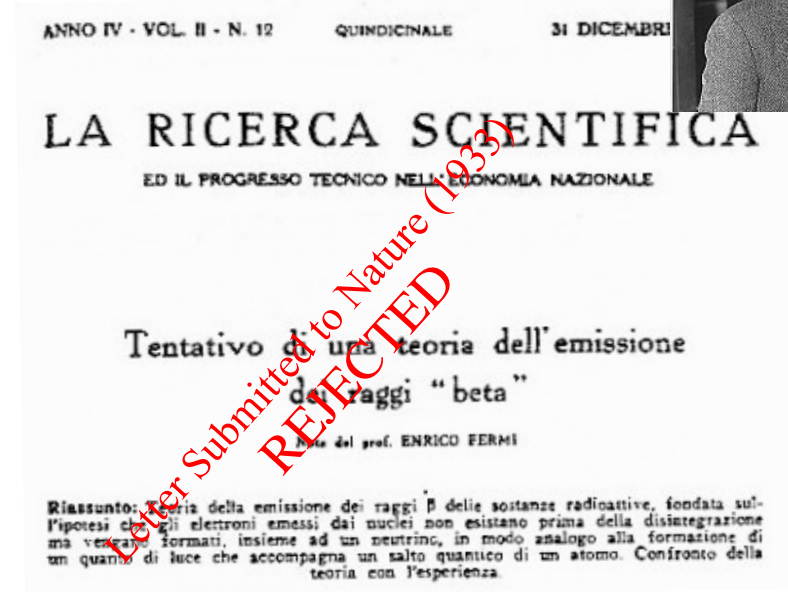 ANNO IV - VOL. II - N. 12 QUINDICINALE 31 DICEMBRE
LA RICERCA SCIENTIFICA
ED IL PROGRESSO TECNICO NELL'ECONOMIA NAZIONALE
Tentativo di una teoria dell'emissione
dei raggi "beta"
Note del prof. ENRICO FERMI
Riassunto: Teoria della emissione dei raggi β delle sostanze radioattive, fondata sul-
l'ipotesi che gli elettroni emessi dai nuclei non esistano prima della disintegrazione
ma vengano formati, insieme ad un neutrino, in modo analogo alla formazione di
un quanto di luce che accompagna un salto quantico di un atomo. Confronto della
teoria con l'esperienza.
Letter Submitted to Nature (1933)
REJECTED